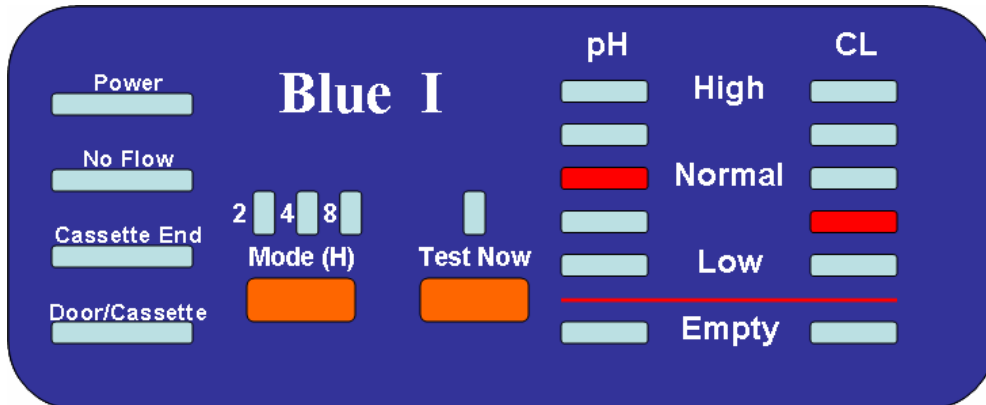 Power
No Flow
Cassette End
Door/Cassette
Blue I
2 4 8
Mode (H)
Test Now
pH CL
High
Normal
Low
Empty